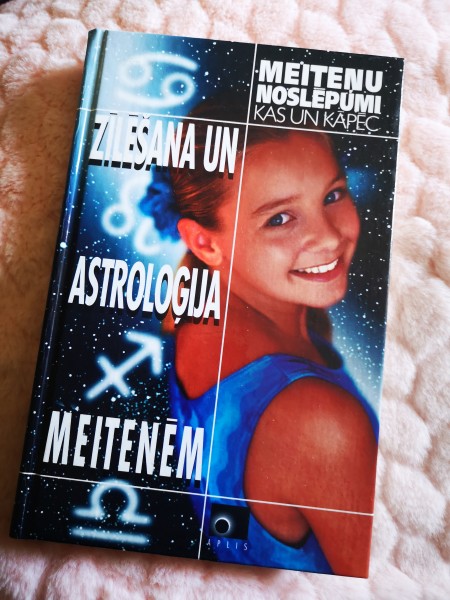 MEITEŅU
NOSLĒPUMI
KAS UN KĀPĒC
ZĪLĒŠANA UN
ASTROLOĢIJA
MEITENĒM
APLIS